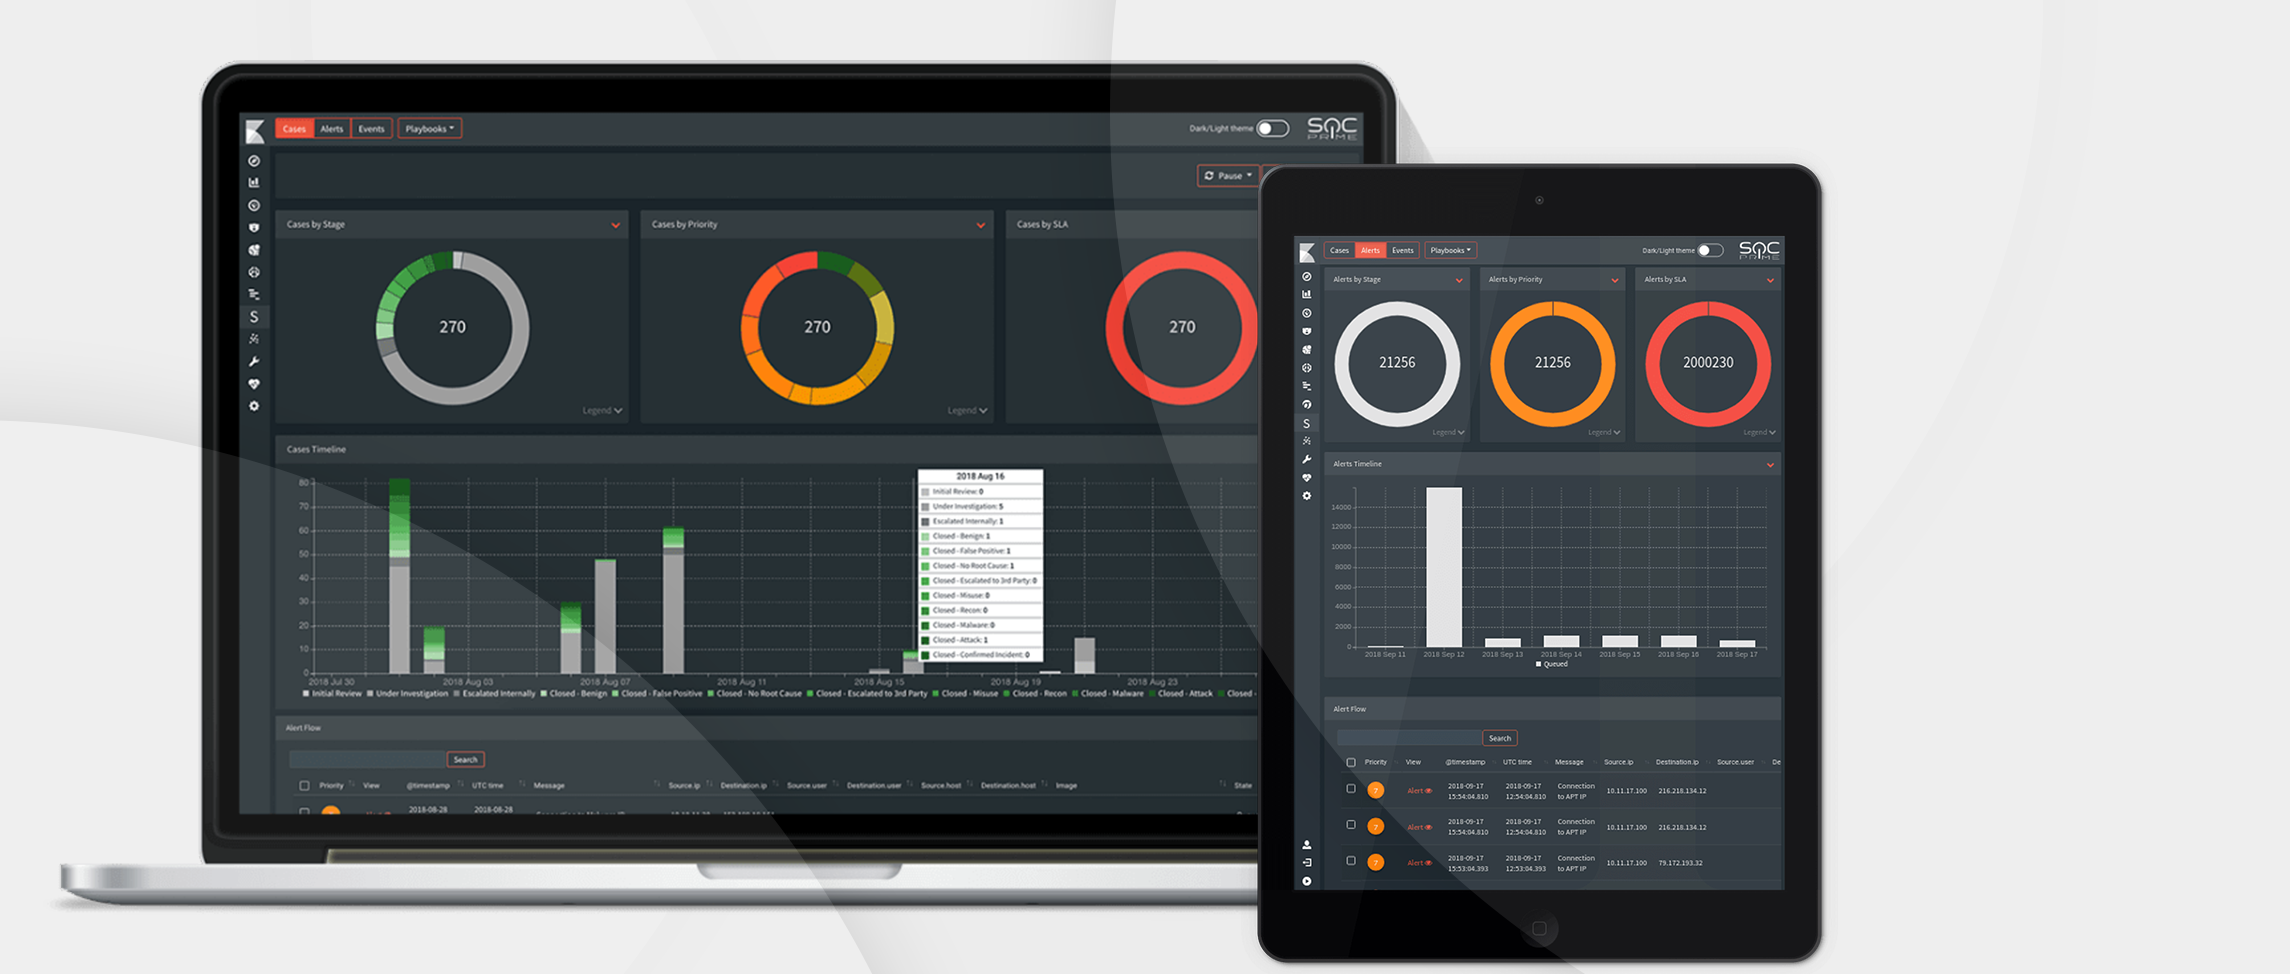 Cases Alerts Events Playbooks
Dark/Light theme
SOC
PRIME
Pause
Cases by Stage
Cases by Priority
Cases by SLA
270
270
270
Legend
Legend
Cases Timeline
80
70
60
50
40
30
20
10
0
2018 Jul 30 2018 Aug 03 2018 Aug 07 2018 Aug 11 2018 Aug 15 2018 Aug 19 2018 Aug 23
2018 Aug 16
Initial Review: 0
Under Investigation: 5
Escalated Internally: 1
Closed - Benign: 1
Closed - False Positive: 1
Closed - No Root Cause: 1
Closed - Escalated to 3rd Party: 0
Closed - Misuse: 0
Closed - Recon: 0
Closed - Malware: 0
Closed - Attack: 1
Closed - Confirmed Incident: 0
Initial Review Under Investigation Escalated Internally Closed - Benign Closed - False Positive Closed - No Root Cause Closed - Escalated to 3rd Party Closed - Misuse Closed - Recon Closed - Malware Closed - Attack Closed -
Alert Flow
Search
Priority View @timestamp UTC time Message Source.ip Destination.ip Source.user Destination.user Source.host Destination.host Image State
2018-08-28 2018-08-28
S
Cases Alerts Events Playbooks
Dark/Light theme
SOC
PRIME
Alerts by Stage
Alerts by Priority
Alerts by SLA
21256
21256
2000230
Legend
Legend
Legend
S
Alerts Timeline
14000
12000
10000
8000
6000
4000
2000
0
2018 Sep 11 2018 Sep 12 2018 Sep 13 2018 Sep 14 2018 Sep 15 2018 Sep 16 2018 Sep 17
Queued
Alert Flow
Search
Priority View @timestamp UTC time Message Source.ip Destination.ip Source.user De
7 Alert 2018-09-17 15:54:04.810 2018-09-17 12:54:04.810 Connection to APT IP 10.11.17.100 216.218.134.12
7 Alert 2018-09-17 15:54:04.810 2018-09-17 12:54:04.810 Connection to APT IP 10.11.17.100 216.218.134.12
7 Alert 2018-09-17 15:53:04.393 2018-09-17 12:53:04.393 Connection to APT IP 10.11.17.100 79.172.193.32